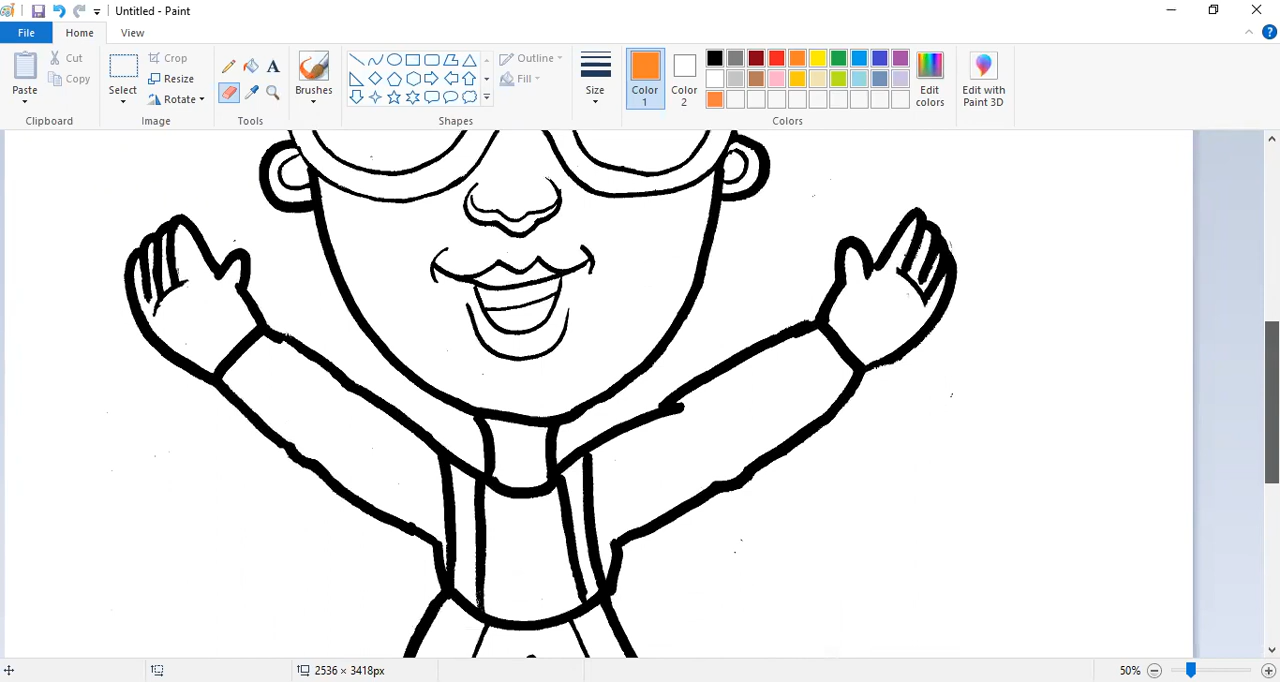 Untitled - Paint
File Home View
Paste
Cut
Copy
Clipboard
Select
Crop
Resize
Rotate
Image
A
Tools
Brushes
Outline
Fill
Shapes
Size
Color 1
Color 2
Edit colors
Colors
Edit with Paint 3D
2536 × 3418px
50%